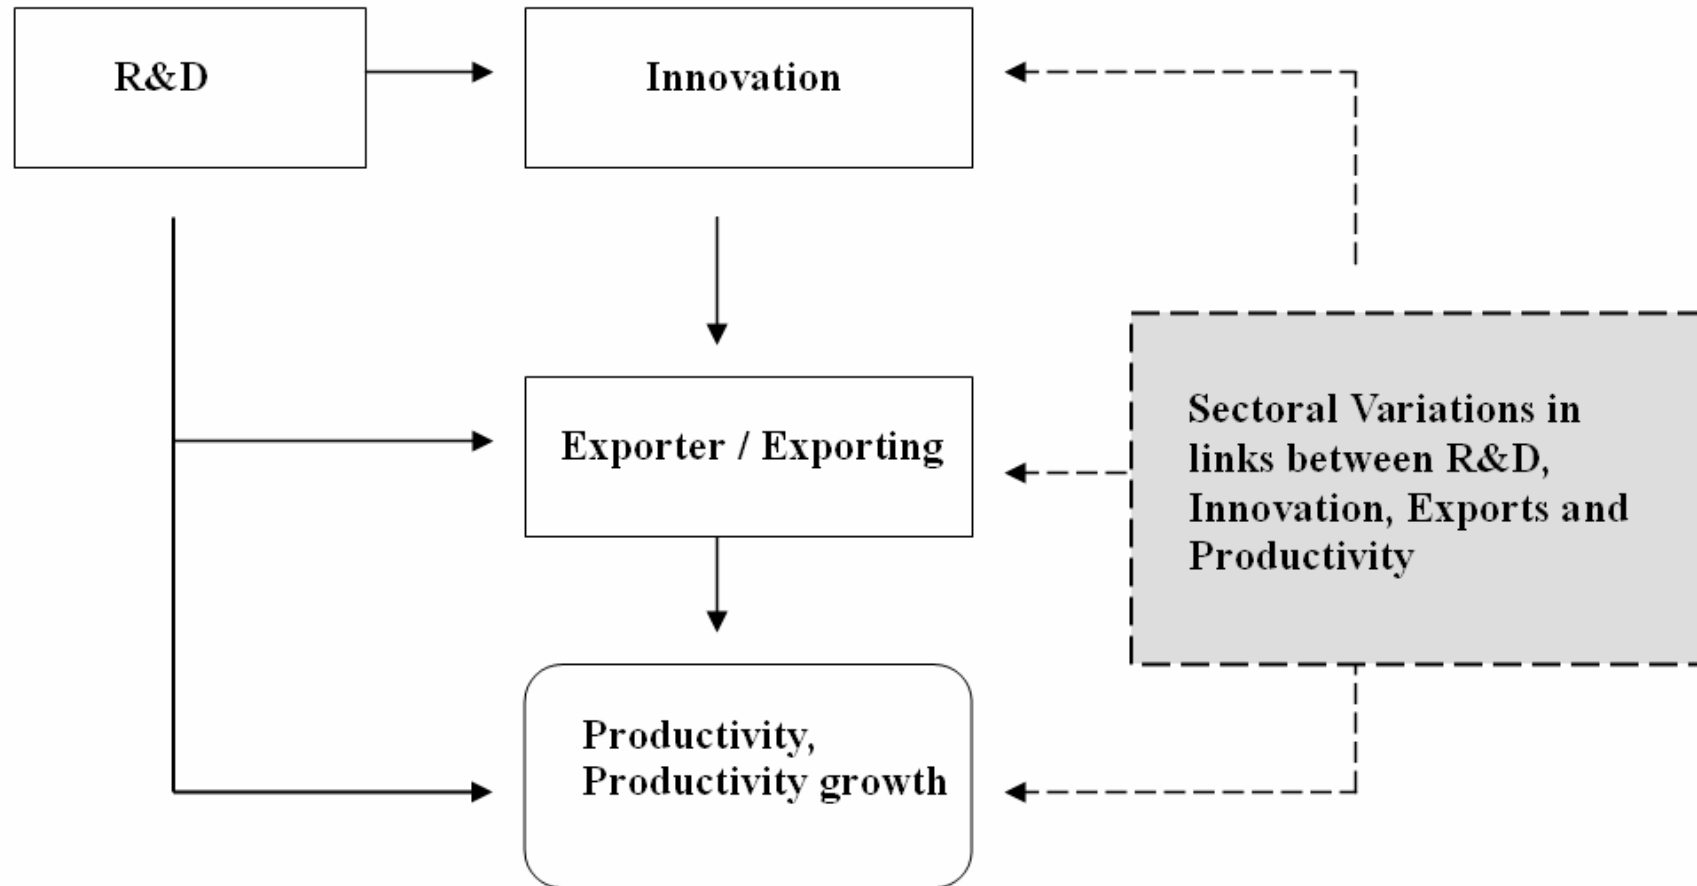 R&D
Innovation
Exporter / Exporting
Sectoral Variations in
links between R&D,
Innovation, Exports and
Productivity
Productivity,
Productivity growth